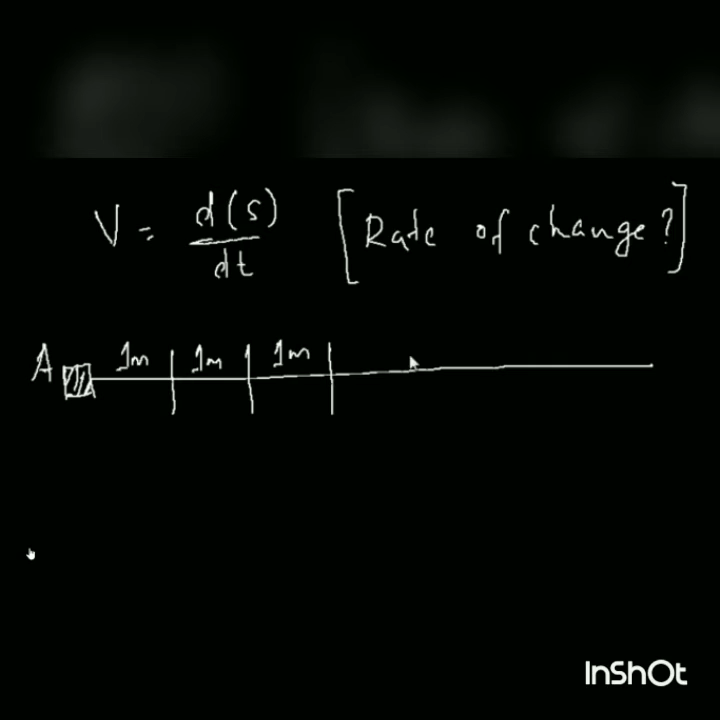 V = d(s)/dt [Rate of change?]
A 1m 1m 1m
InShOt